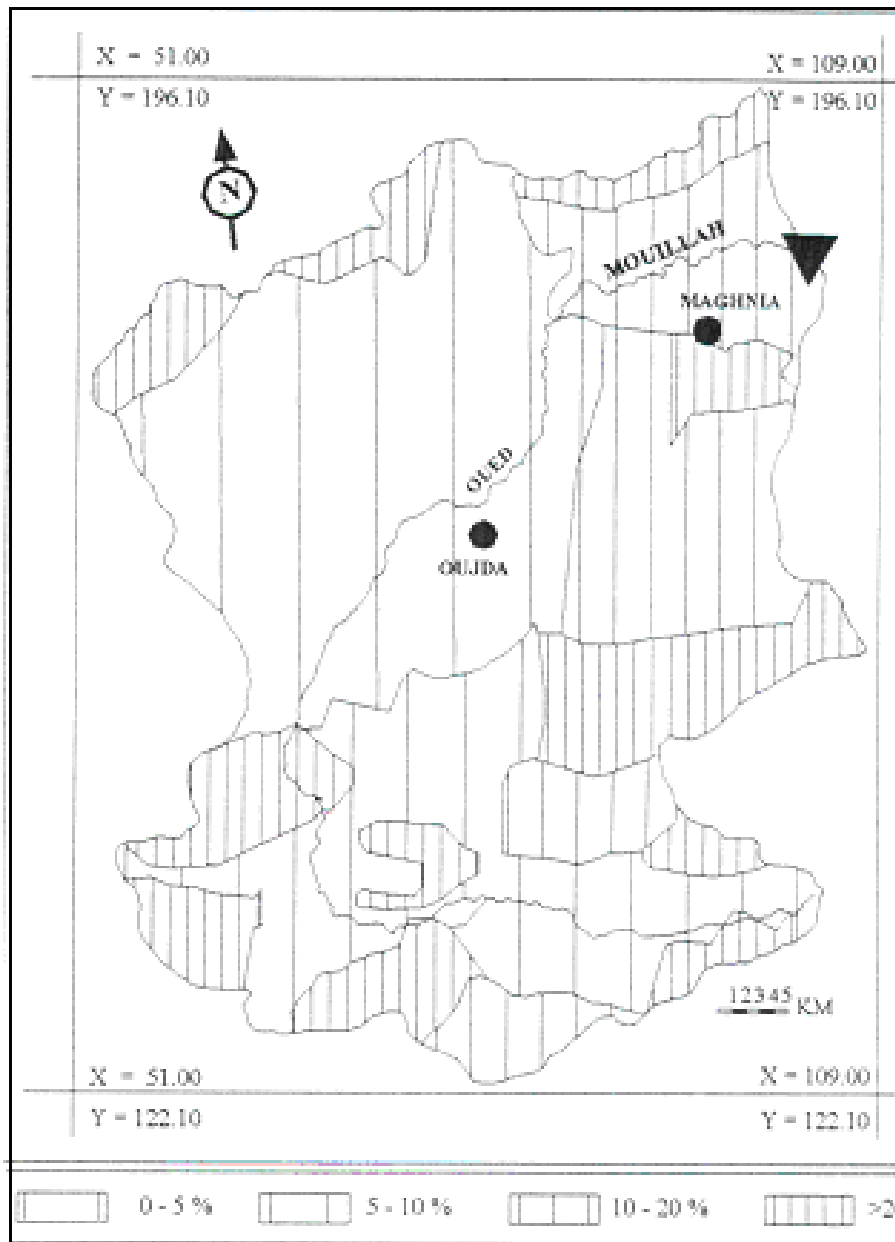 X = 51.00
X = 109.00
Y = 196.10
Y = 196.10
N
MOUILLAH
MAGHNIA
OUED
OUJDA
12345 KM
X = 51.00
X = 109.00
Y = 122.10
Y = 122.10
0 - 5 %
5 - 10 %
10 - 20 %
>2